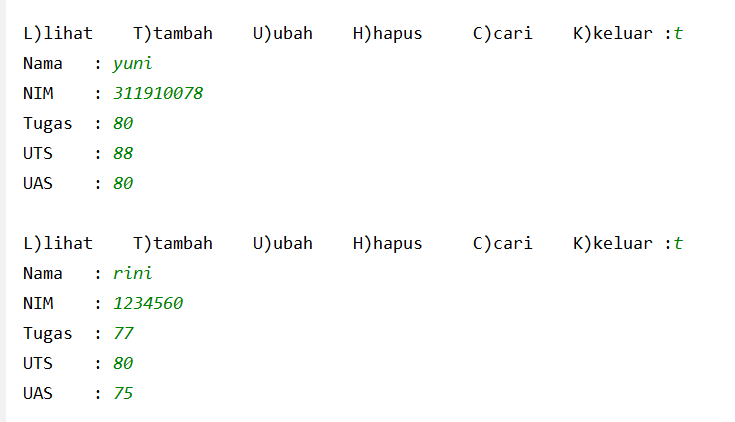 L)lihat    T)tambah    U)ubah    H)hapus     C)cari    K)keluar :t
Nama   : yuni
NIM    : 311910078
Tugas  : 80
UTS    : 88
UAS    : 80
L)lihat    T)tambah    U)ubah    H)hapus     C)cari    K)keluar :t
Nama   : rini
NIM    : 1234560
Tugas  : 77
UTS    : 80
UAS    : 75